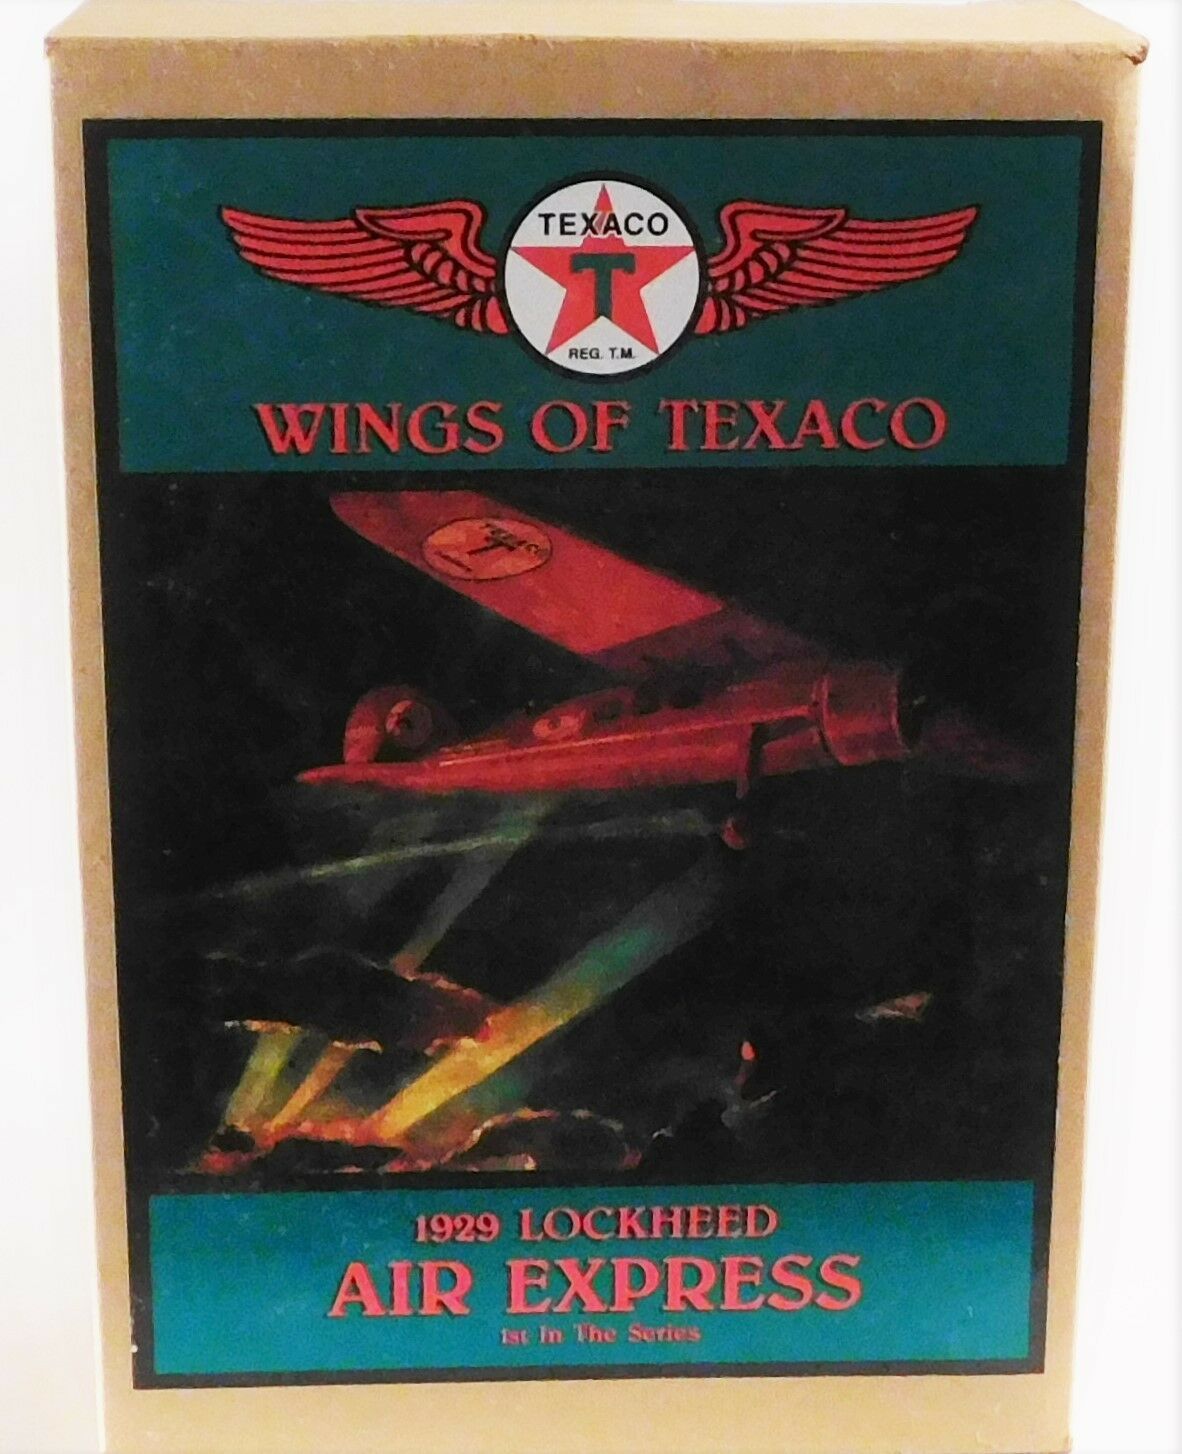 TEXACO
T
REG. T.M.
WINGS OF TEXACO
T
1929 LOCKHEED
AIR EXPRESS
1st In The Series